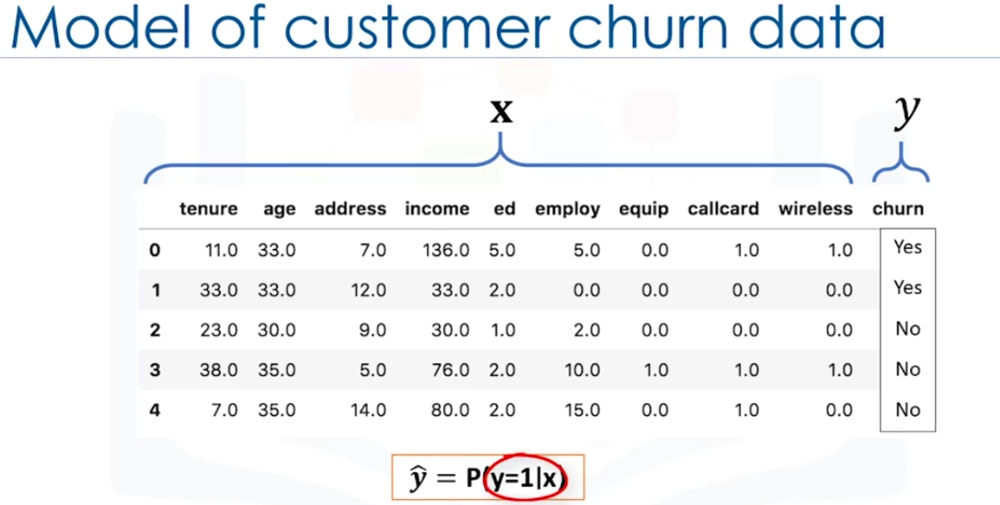 Model of customer churn data
x y
tenure age address income ed employ equip callcard wireless churn
0 11.0 33.0 7.0 136.0 5.0 5.0 0.0 1.0 1.0 Yes
1 33.0 33.0 12.0 33.0 2.0 0.0 0.0 0.0 0.0 Yes
2 23.0 30.0 9.0 30.0 1.0 2.0 0.0 0.0 0.0 No
3 38.0 35.0 5.0 76.0 2.0 10.0 1.0 1.0 1.0 No
4 7.0 35.0 14.0 80.0 2.0 15.0 0.0 1.0 0.0 No
ŷ = P(y=1|x)